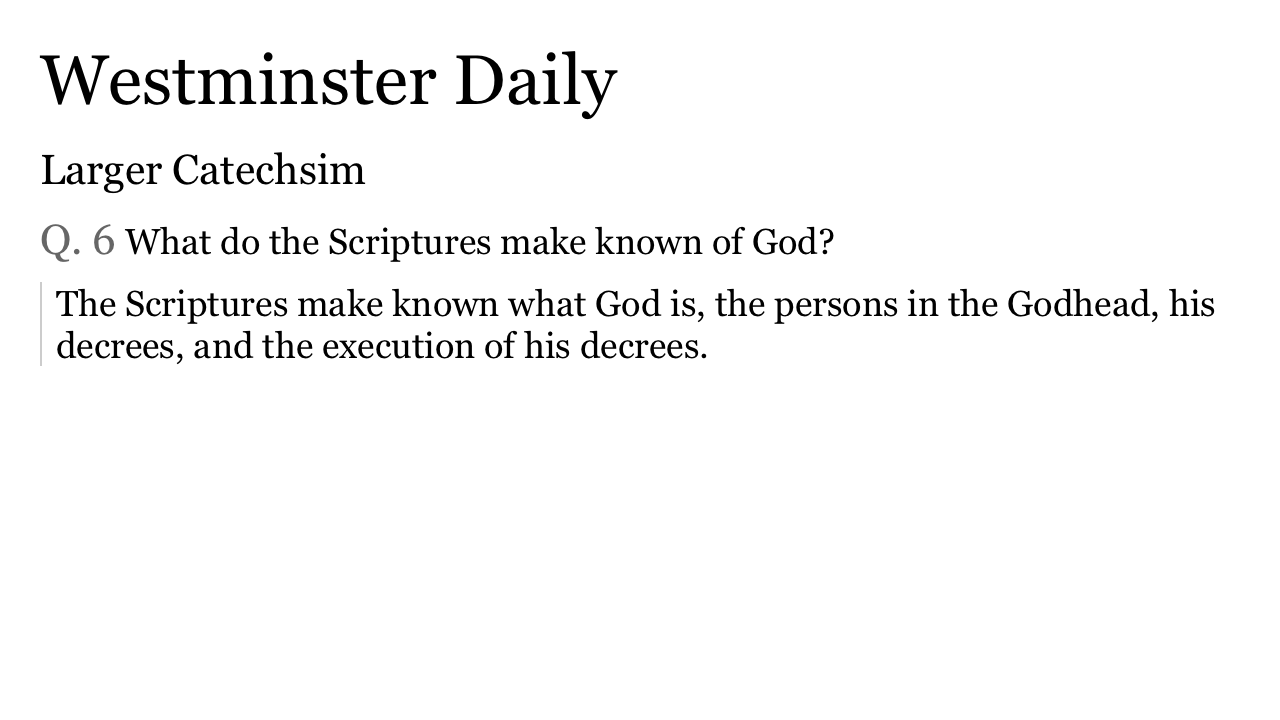 Westminster Daily
Larger Catechsim
Q. 6 What do the Scriptures make known of God?
The Scriptures make known what God is, the persons in the Godhead, his
decrees, and the execution of his decrees.